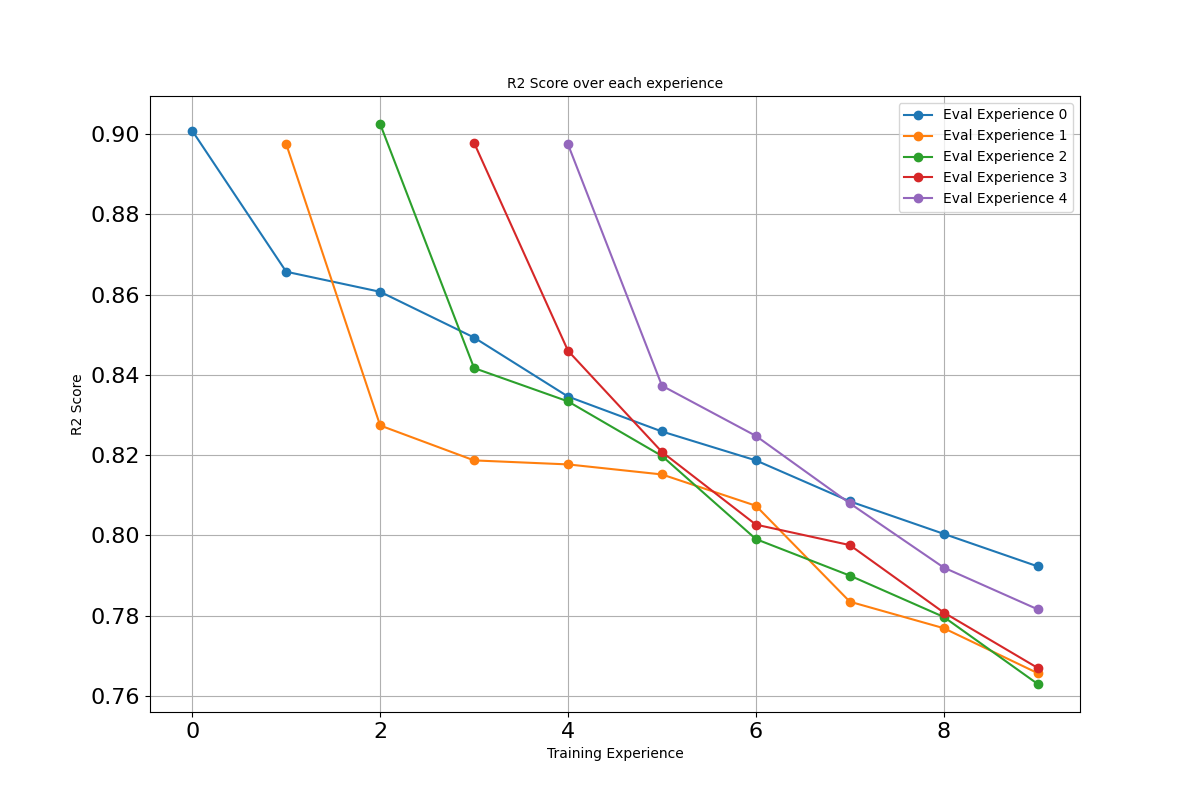 R2 Score over each experience
Eval Experience 0
Eval Experience 1
Eval Experience 2
Eval Experience 3
Eval Experience 4
0.90
0.88
0.86
0.84
0.82
0.80
0.78
0.76
R2 Score
0 2 4 6 8
Training Experience